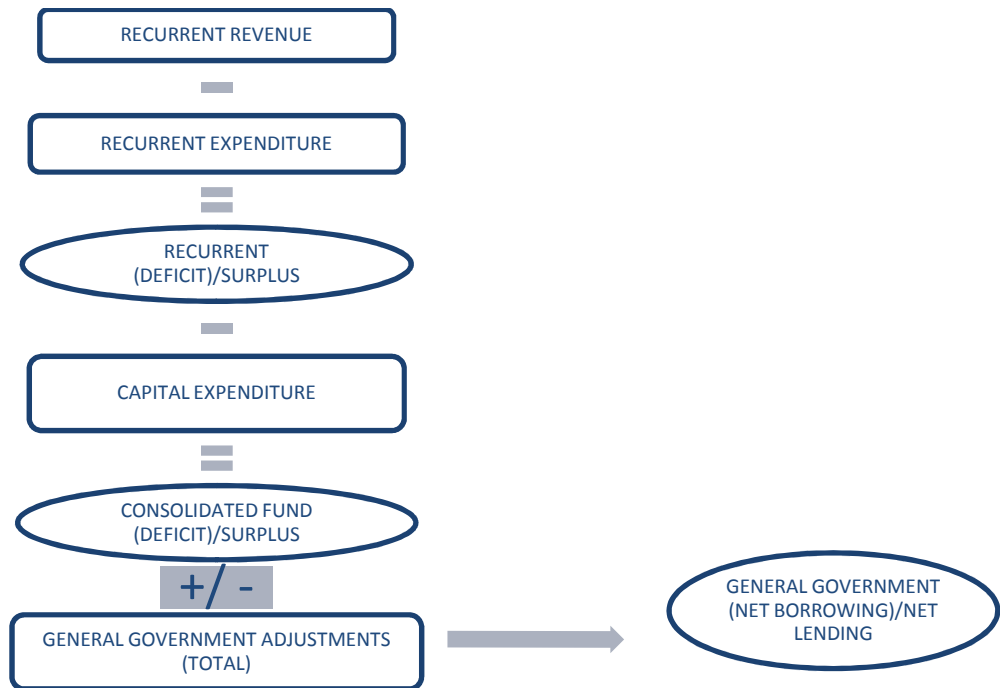 RECURRENT REVENUE
RECURRENT EXPENDITURE
RECURRENT
(DEFICIT)/SURPLUS
CAPITAL EXPENDITURE
CONSOLIDATED FUND
(DEFICIT)/SURPLUS
+/ -
GENERAL GOVERNMENT ADJUSTMENTS
(TOTAL)
GENERAL GOVERNMENT
(NET BORROWING)/NET
LENDING